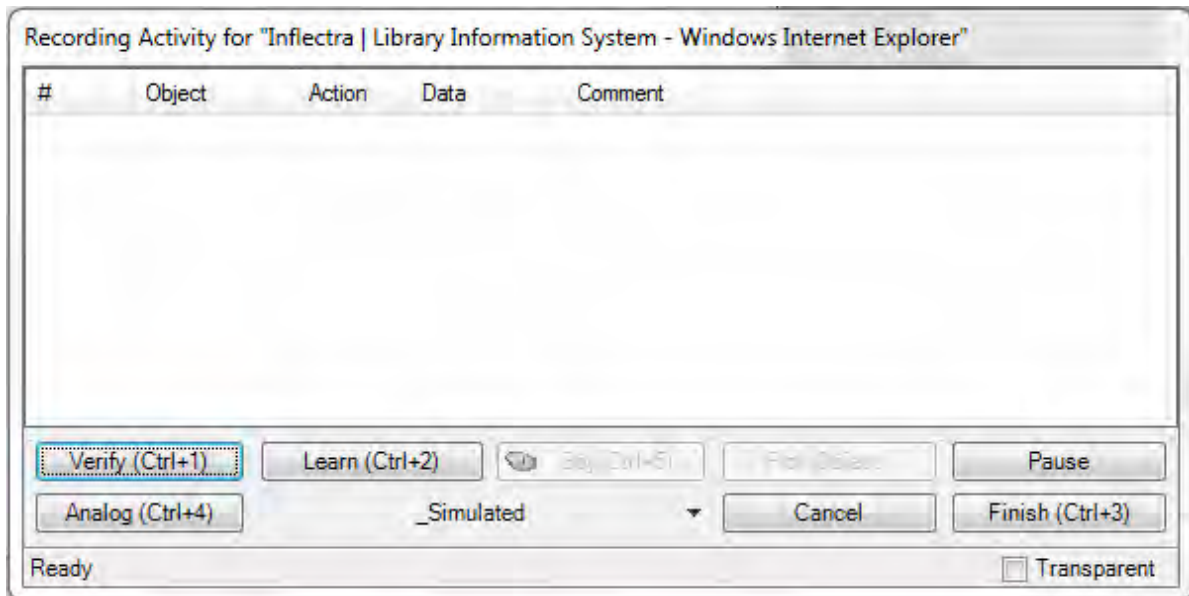 Recording Activity for "Inflectra | Library Information System - Windows Internet Explorer"
# Object Action Data Comment
Verify (Ctrl+1) Learn (Ctrl+2) Pause
Analog (Ctrl+4) _Simulated Cancel Finish (Ctrl+3)
Ready Transparent